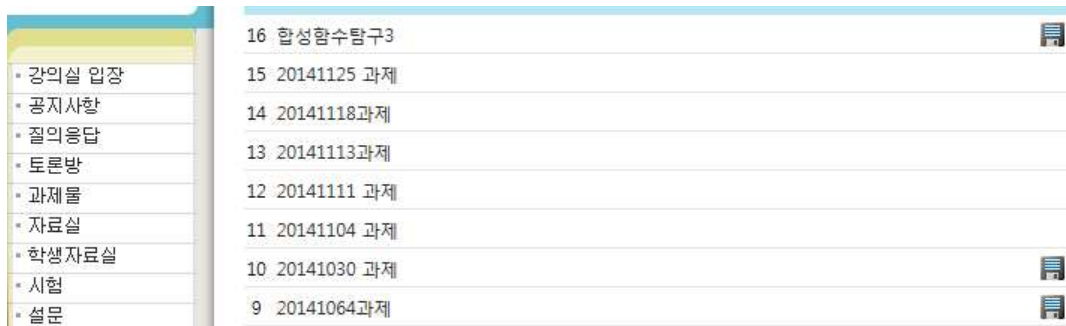 강의실 입장
공지사항
질의응답
토론방
과제물
자료실
학생자료실
시험
설문
16 합성함수탐구3
15 20141125 과제
14 20141118과제
13 20141113과제
12 20141111 과제
11 20141104 과제
10 20141030 과제
9 20141064과제